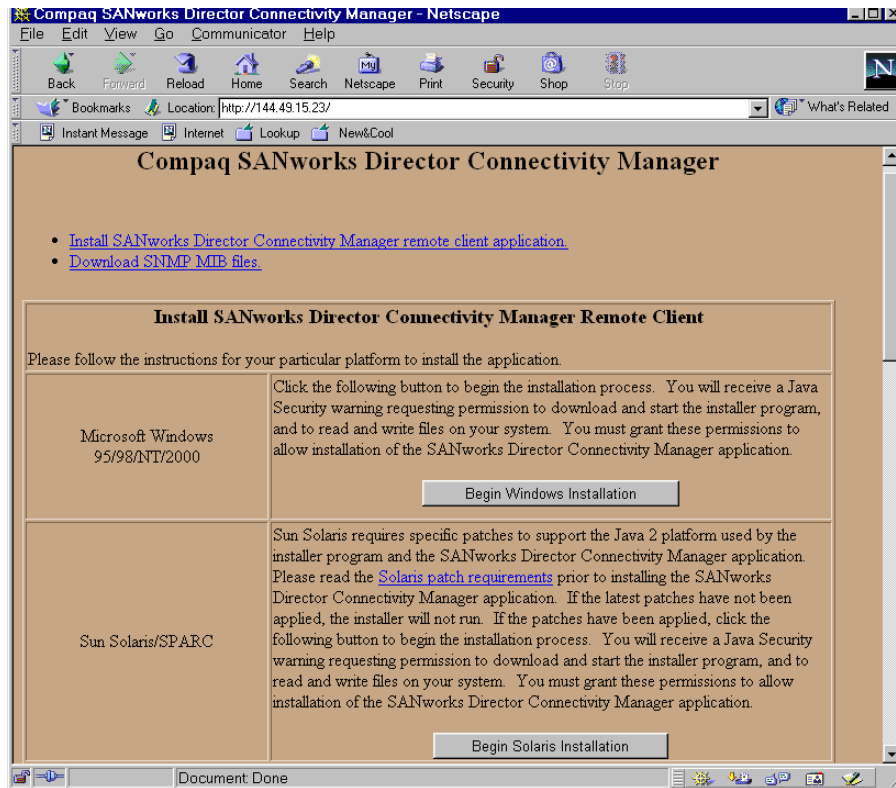 Compaq SANworks Director Connectivity Manager - Netscape
File Edit View Go Communicator Help
Back Forward Reload Home Search Netscape Print Security Shop Stop
My
N
Bookmarks Location: http://144.49.15.23/ What's Related
Instant Message Internet Lookup New&Cool
Compaq SANworks Director Connectivity Manager
• Install SANworks Director Connectivity Manager remote client application.
• Download SNMP MIB files.
Install SANworks Director Connectivity Manager Remote Client
Please follow the instructions for your particular platform to install the application.
Microsoft Windows
95/98/NT/2000
Click the following button to begin the installation process. You will receive a Java
Security warning requesting permission to download and start the installer program,
and to read and write files on your system. You must grant these permissions to
allow installation of the SANworks Director Connectivity Manager application.
Begin Windows Installation
Sun Solaris/SPARC
Sun Solaris requires specific patches to support the Java 2 platform used by the
installer program and the SANworks Director Connectivity Manager application.
Please read the Solaris patch requirements prior to installing the SANworks
Director Connectivity Manager application. If the latest patches have not been
applied, the installer will not run. If the patches have been applied, click the
following button to begin the installation process. You will receive a Java Security
warning requesting permission to download and start the installer program, and to
read and write files on your system. You must grant these permissions to allow
installation of the SANworks Director Connectivity Manager application.
Begin Solaris Installation
Document: Done